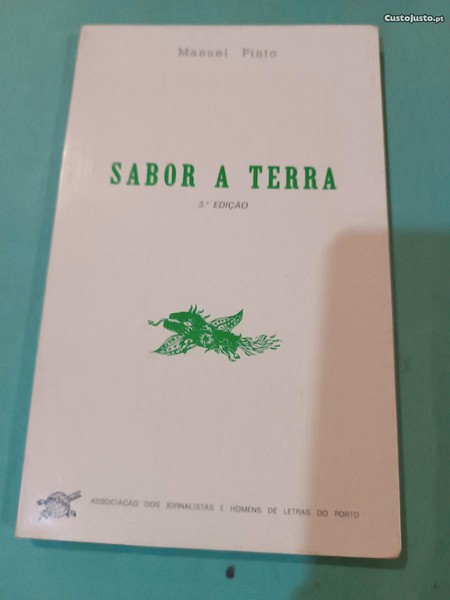 CustoJusto.pt
Manuel Pinto
SABOR A TERRA
3.ª EDIÇÃO
ASSOCIAÇÃO DOS JORNALISTAS E HOMENS DE LETRAS DO PORTO